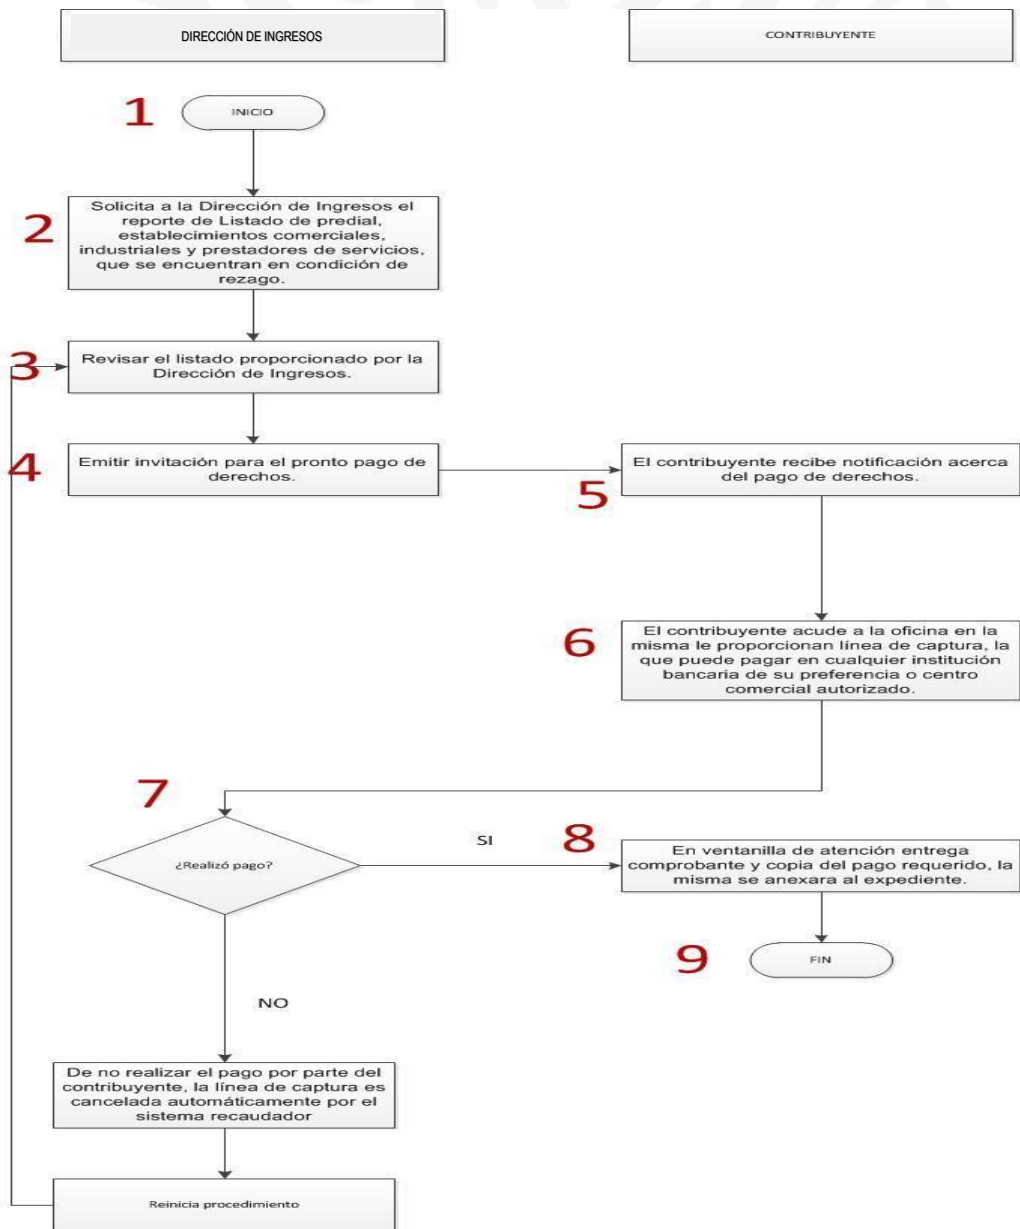 DIRECCIÓN DE INGRESOS
CONTRIBUYENTE
1
INICIO
2
Solicita a la Dirección de Ingresos el
reporte de Listado de predial,
establecimientos comerciales,
industriales y prestadores de servicios,
que se encuentran en condición de
rezago.
3
Revisar el listado proporcionado por la
Dirección de Ingresos.
4
Emitir invitación para el pronto pago de
derechos.
5
El contribuyente recibe notificación acerca
del pago de derechos.
6
El contribuyente acude a la oficina en la
misma le proporcionan línea de captura, la
que puede pagar en cualquier institución
bancaria de su preferencia o centro
comercial autorizado.
7
¿Realizó pago?
SI
8
En ventanilla de atención entrega
comprobante y copia del pago requerido, la
misma se anexara al expediente.
9
FIN
NO
De no realizar el pago por parte del
contribuyente, la línea de captura es
cancelada automáticamente por el
sistema recaudador
Reinicia procedimiento